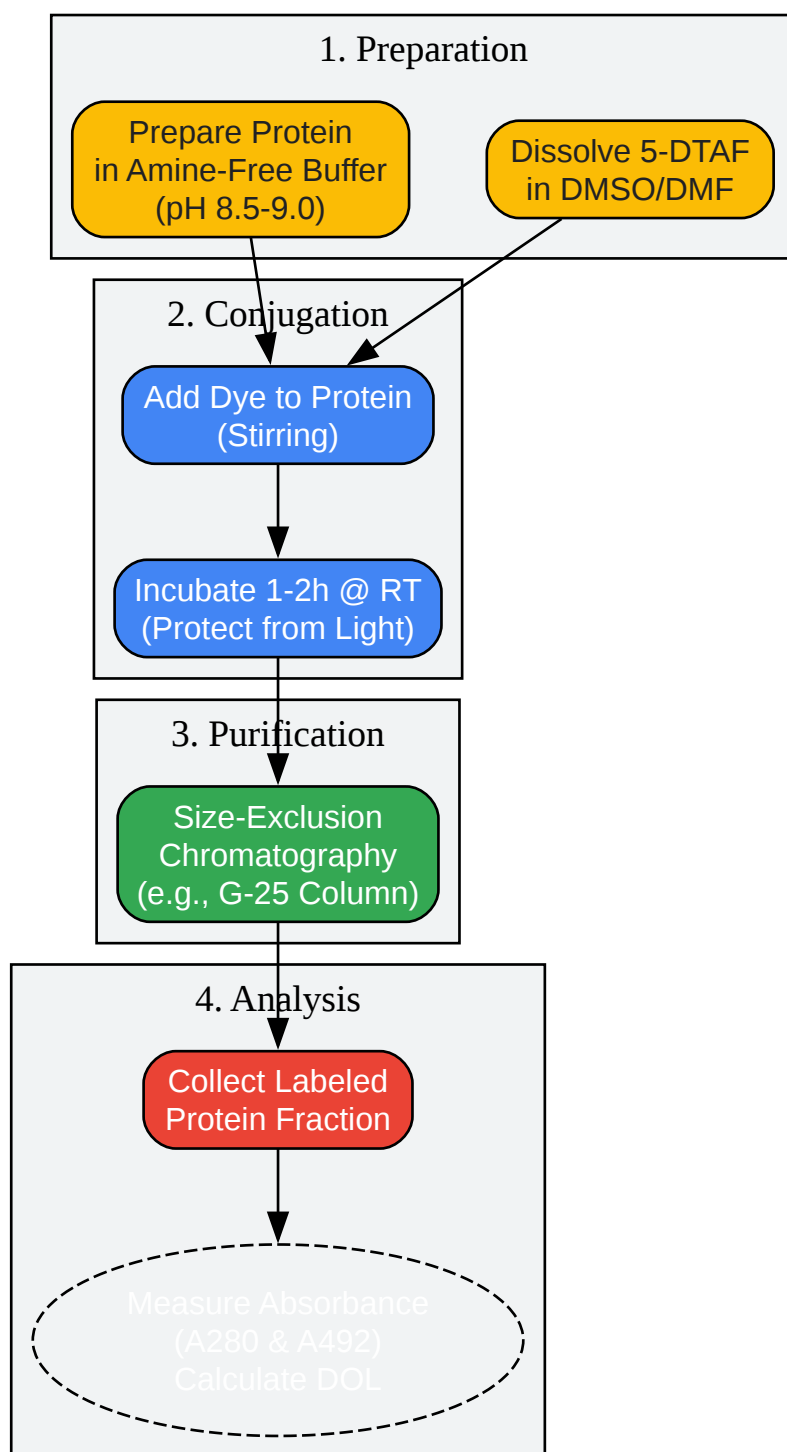 1. Preparation
Prepare Protein
in Amine-Free Buffer
(pH 8.5-9.0)
Dissolve 5-DTAF
in DMSO/DMF
2. Conjugation
Add Dye to Protein
(Stirring)
Incubate 1-2h @ RT
(Protect from Light)
3. Purification
Size-Exclusion
Chromatography
(e.g., G-25 Column)
4. Analysis
Collect Labeled
Protein Fraction
Measure Absorbance
(A280 & A492)
Calculate DOL